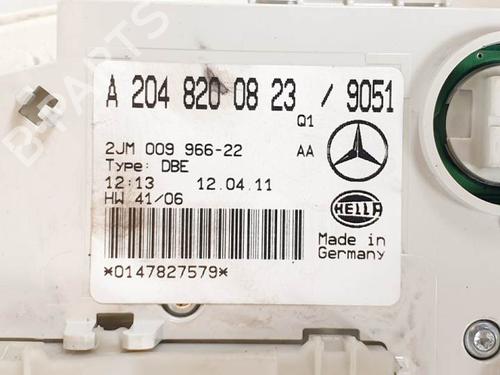 A 204 820 08 23 / 9051
Q1
2JM 009 966-22 AA
Type: DBE
12:13 12.04.11
HW 41/06
HELLA
Made in
Germany
*0147827579*